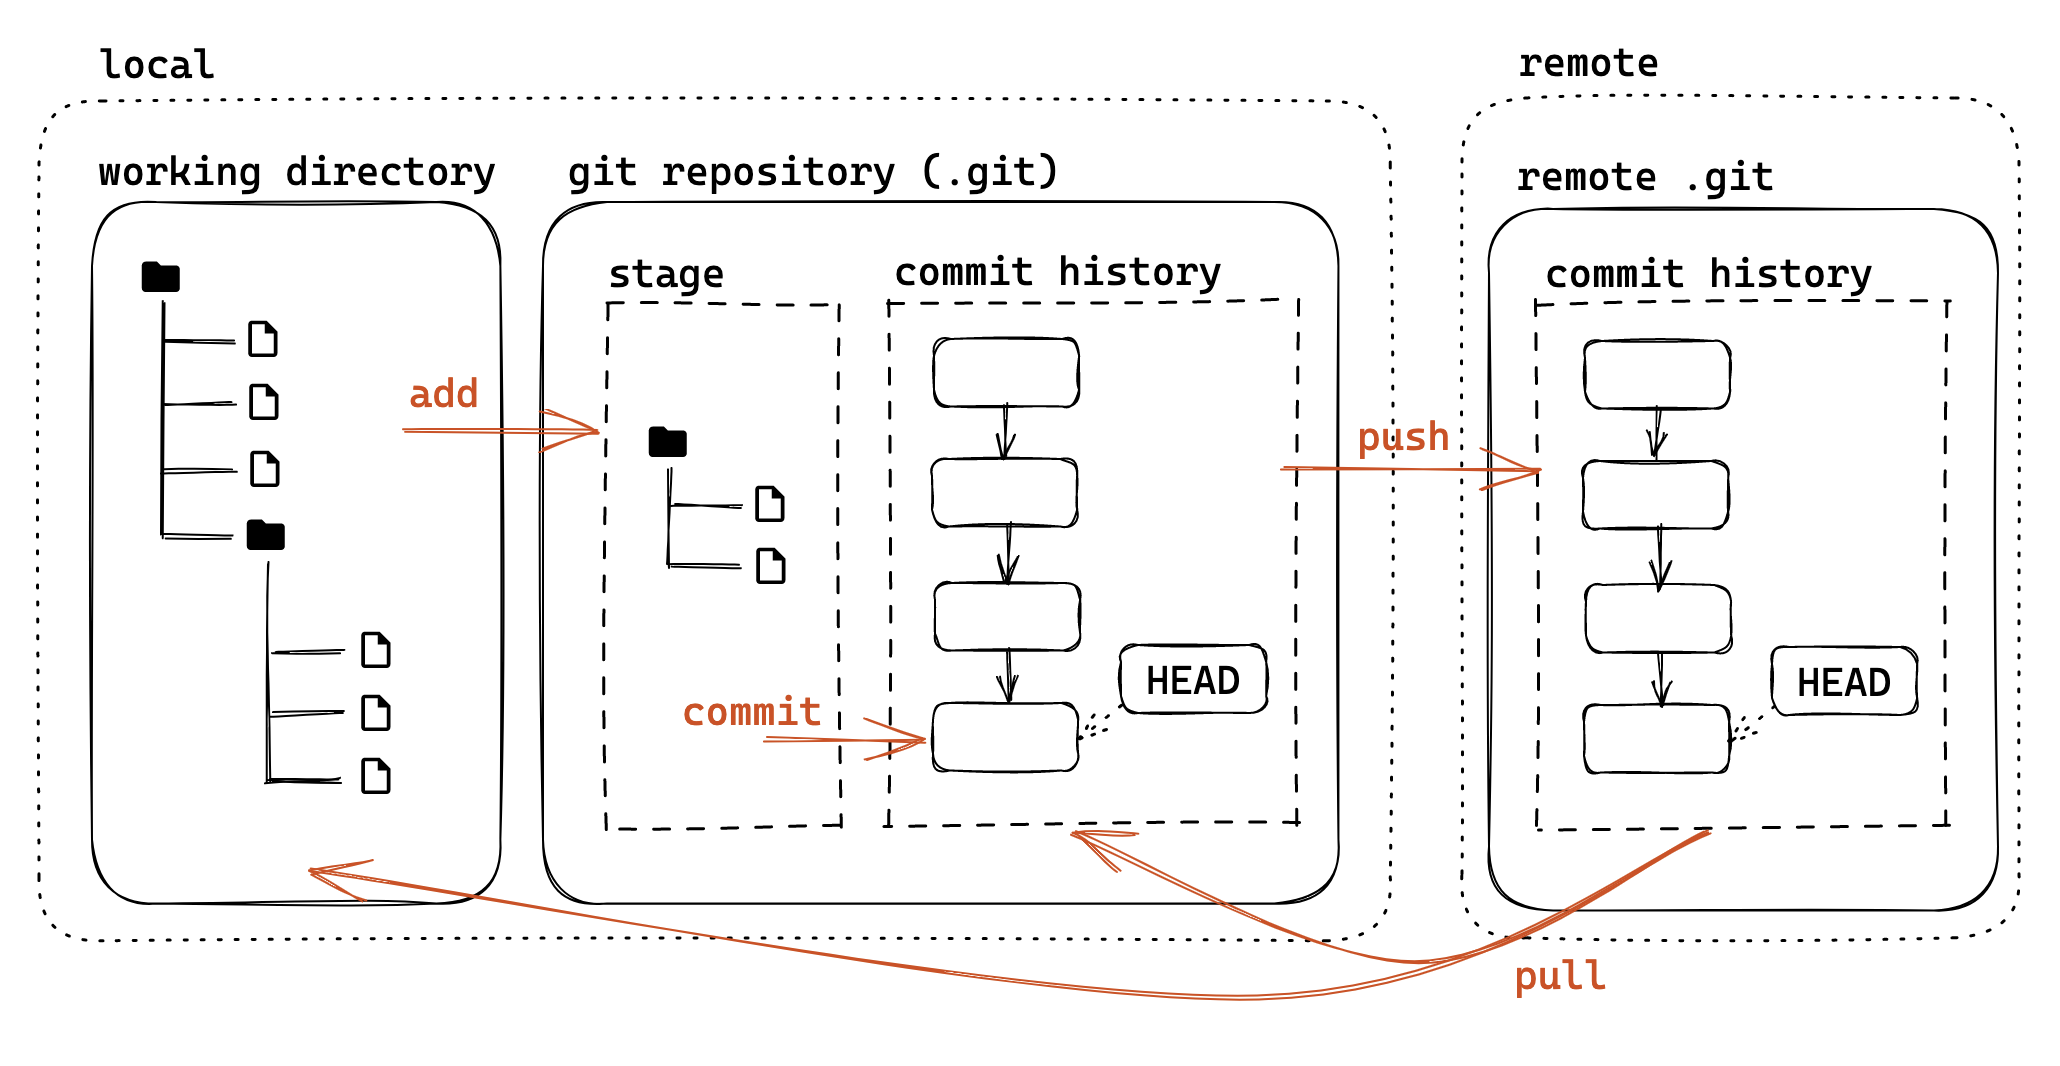 local
remote
working directory
git repository (.git)
remote .git
stage
commit history
commit history
add
push
HEAD
HEAD
commit
pull